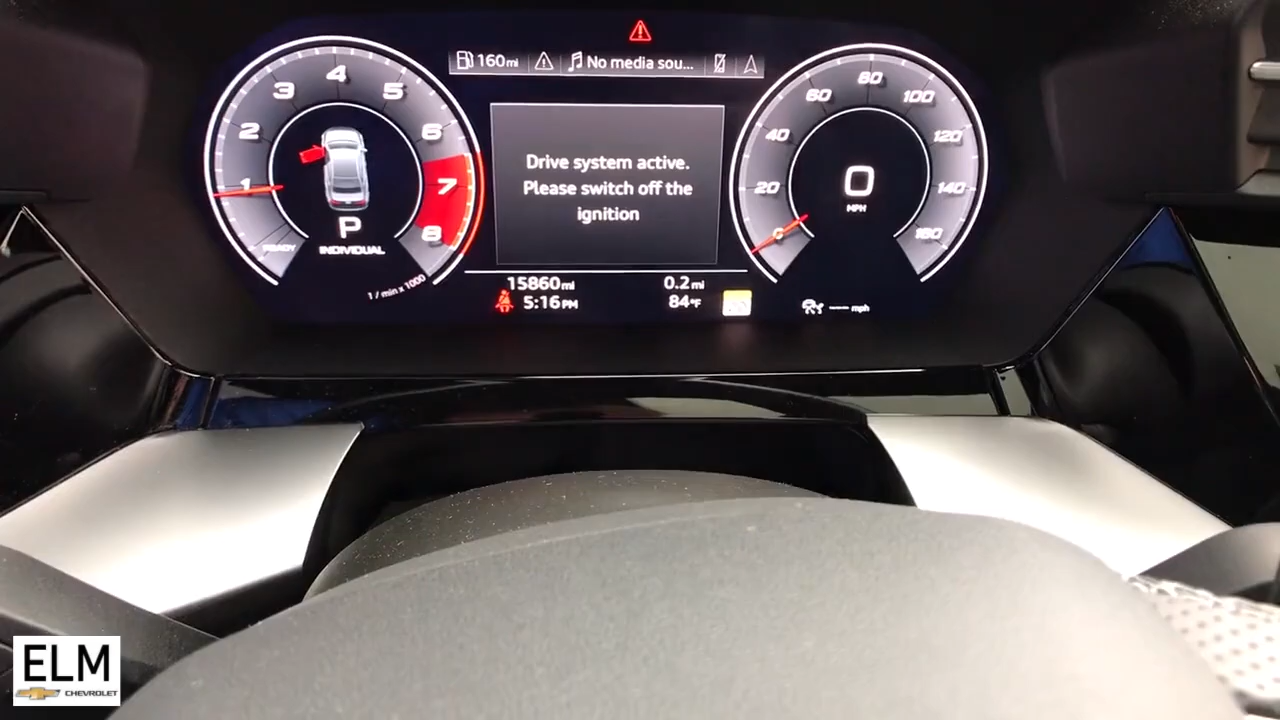 160mi
No media sou...
1
2
3
4
5
6
7
8
READY
P
INDIVIDUAL
1 / min x 1000
Drive system active.
Please switch off the
ignition
15860mi
0.2mi
5:16PM
84°F
0
20
40
60
80
100
120
140
160
0
MPH
mph
ELM
CHEVROLET